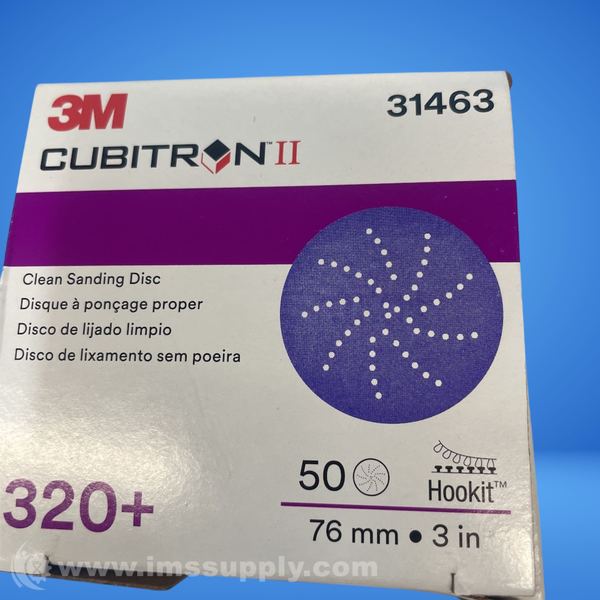 3M
31463
CUBITRON™ II
Clean Sanding Disc
Disque à ponçage proper
Disco de lijado limpio
Disco de lixamento sem poeira
320+
50
Hookit™
76 mm • 3 in
www.imssupply.com